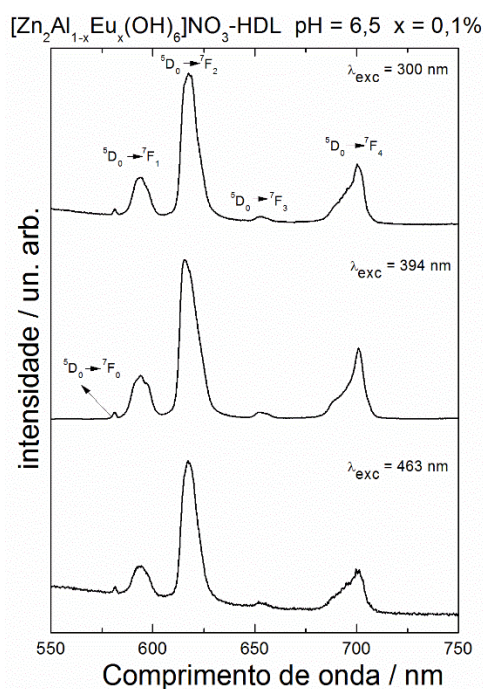 [Zn₂Al₁₋ₓEuₓ(OH)₆]NO₃-HDL pH = 6,5 x = 0,1%
⁵D₀ → ⁷F₂
λexc = 300 nm
⁵D₀ → ⁷F₁
⁵D₀ → ⁷F₄
⁵D₀ → ⁷F₃
λexc = 394 nm
⁵D₀ → ⁷F₀
λexc = 463 nm
intensidade / un. arb.
550 600 650 700 750
Comprimento de onda / nm